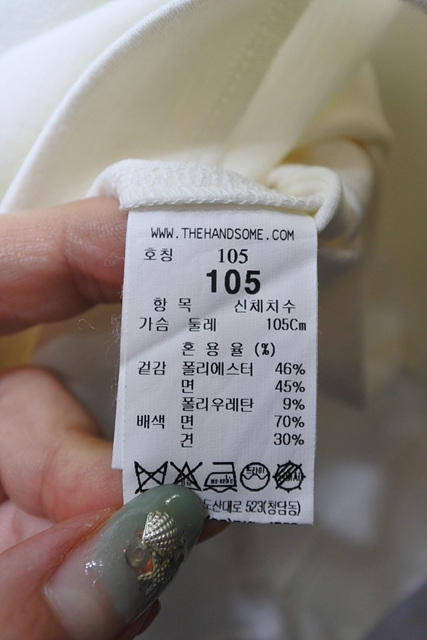 WWW.THEHANDSOME.COM
호칭 105
105
항 목 신체치수
가슴 둘레 105Cm
혼 용 율 (%)
겉감 폴리에스터 46%
면 45%
폴리우레탄 9%
배색 면 70%
견 30%
드라이
도산대로 523(청담동)